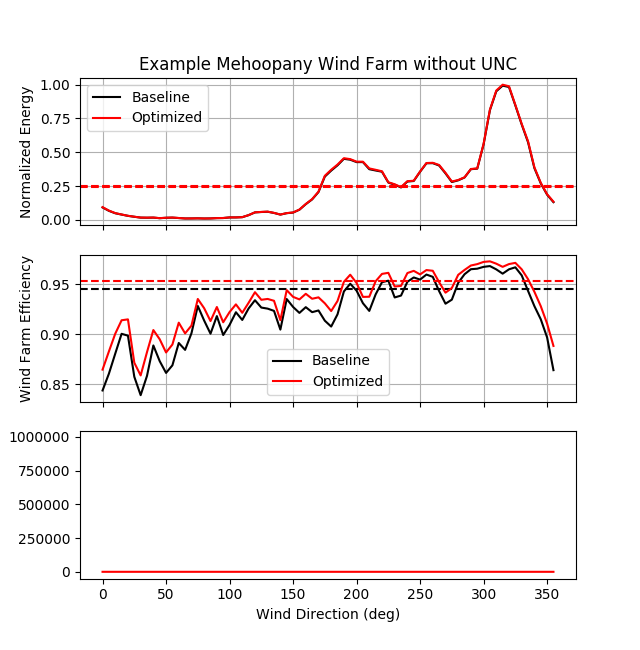 Example Mehoopany Wind Farm without UNC
Normalized Energy
1.00
0.75
0.50
0.25
0.00
Baseline
Optimized
Wind Farm Efficiency
0.95
0.90
0.85
Baseline
Optimized
1000000
750000
500000
250000
0
0 50 100 150 200 250 300 350
Wind Direction (deg)